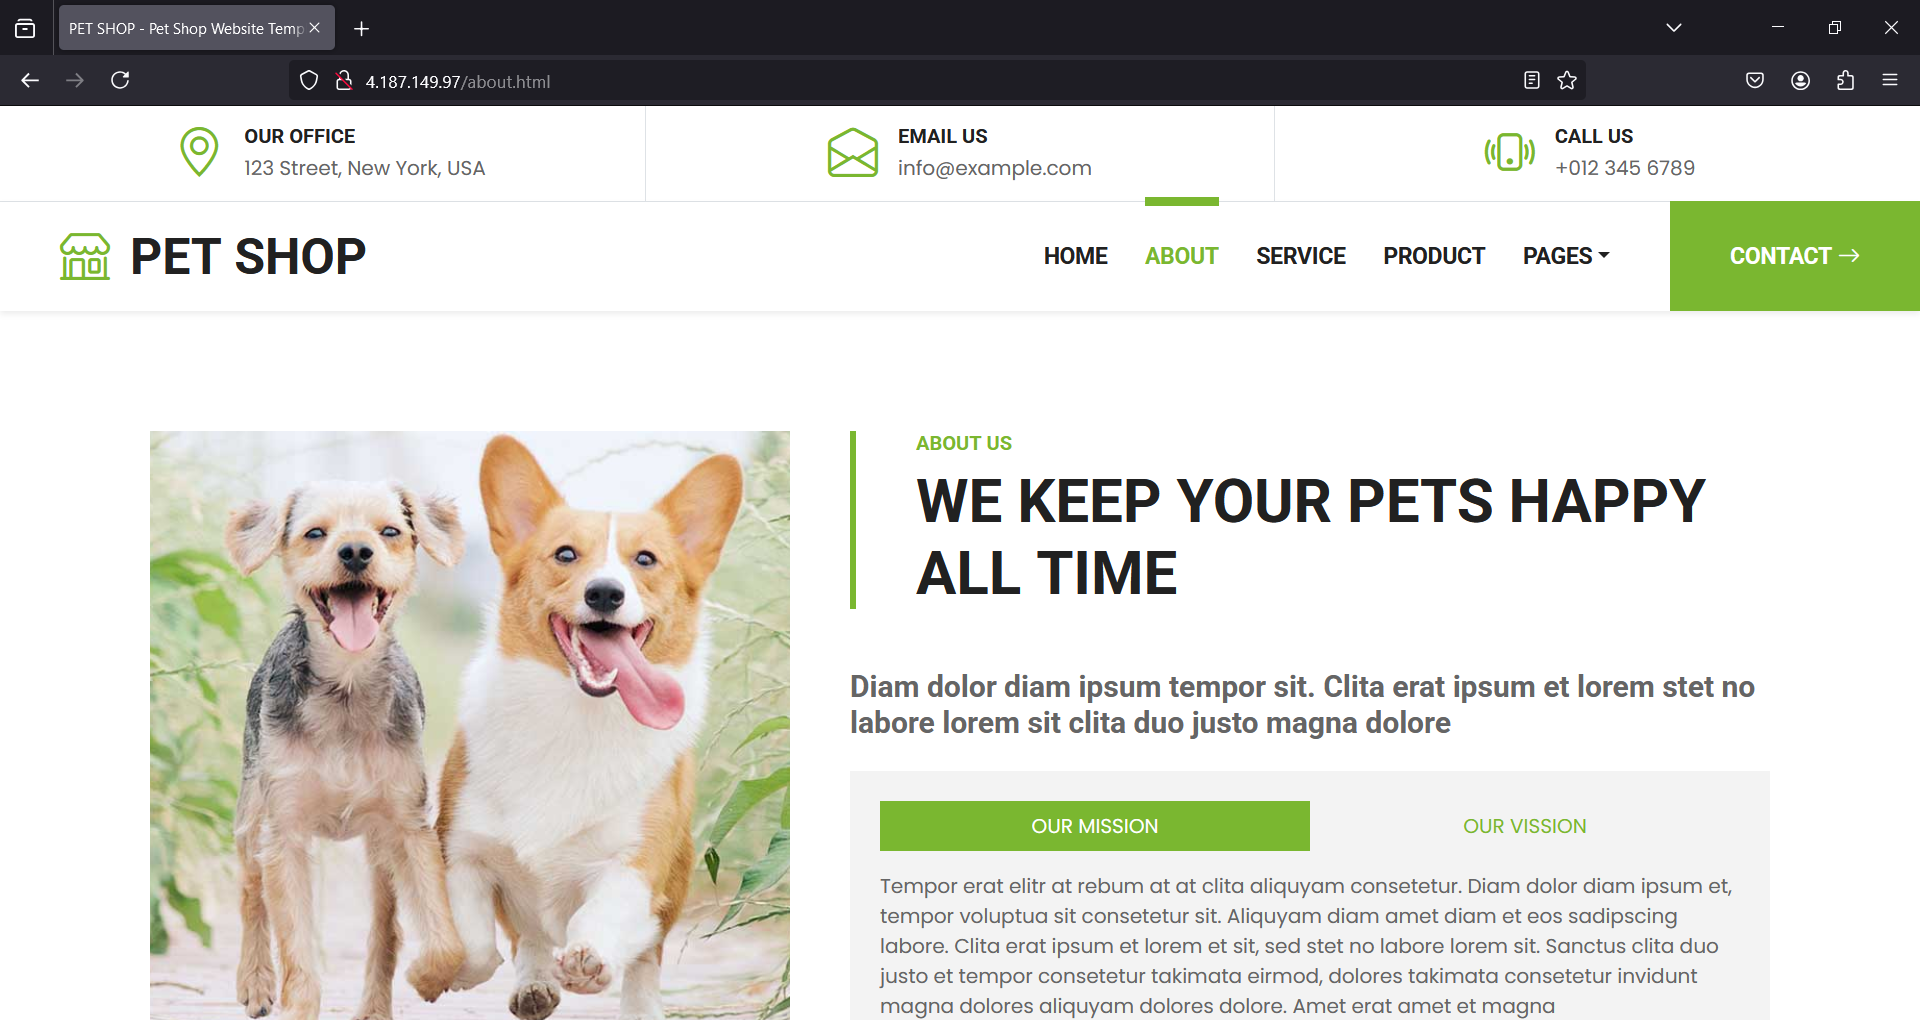 PET SHOP - Pet Shop Website Temp
4.187.149.97/about.html
OUR OFFICE
123 Street, New York, USA
EMAIL US
info@example.com
CALL US
+012 345 6789
PET SHOP
HOME
ABOUT
SERVICE
PRODUCT
PAGES
CONTACT
ABOUT US
WE KEEP YOUR PETS HAPPY
ALL TIME
Diam dolor diam ipsum tempor sit. Clita erat ipsum et lorem stet no
labore lorem sit clita duo justo magna dolore
OUR MISSION
OUR VISSION
Tempor erat elitr at rebum at at clita aliquyam consetetur. Diam dolor diam ipsum et,
tempor voluptua sit consetetur sit. Aliquyam diam amet diam et eos sadipscing
labore. Clita erat ipsum et lorem et sit, sed stet no labore lorem sit. Sanctus clita duo
justo et tempor consetetur takimata eirmod, dolores takimata consetetur invidunt
magna dolores aliquyam dolores dolore. Amet erat amet et magna